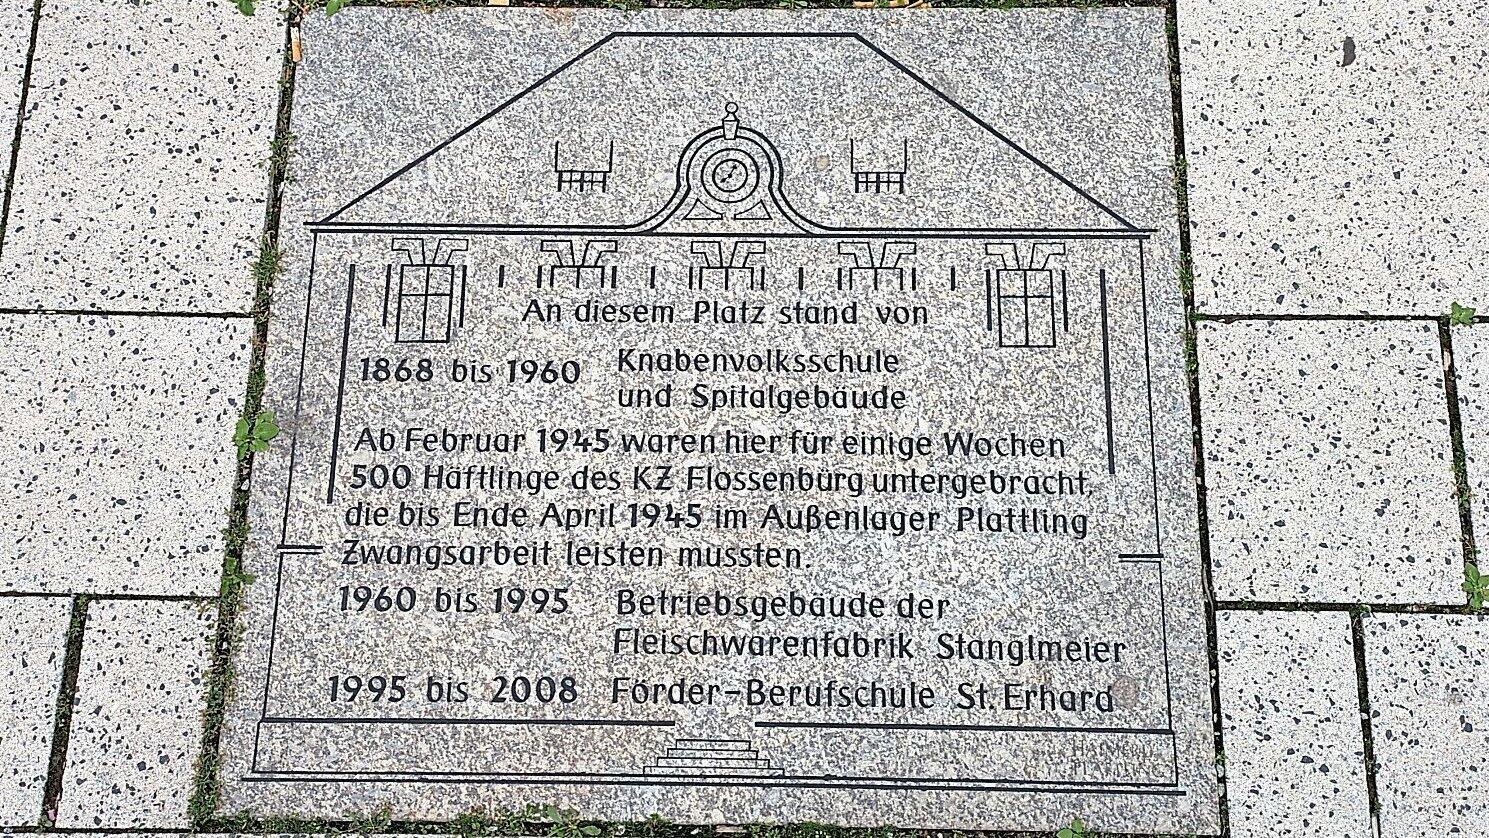 An diesem Platz stand von
1868 bis 1960 Knabenvolksschule
und Spitalgebäude
Ab Februar 1945 waren hier für einige Wochen
500 Häftlinge des KZ Flossenbürg untergebracht,
die bis Ende April 1945 im Außenlager Plattling
Zwangsarbeit leisten mussten.
1960 bis 1995 Betriebsgebäude der
Fleischwarenfabrik Stanglmeier
1995 bis 2008 Förder-Berufschule St. Erhard